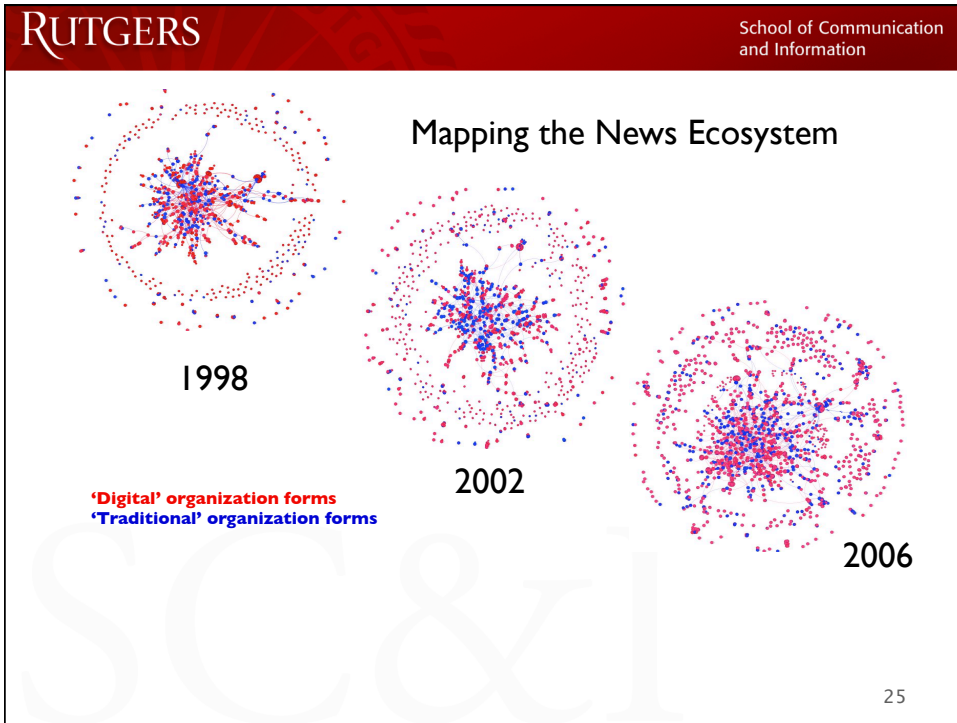 RUTGERS
School of Communication
and Information
Mapping the News Ecosystem
1998
2002
2006
‘Digital’ organization forms
‘Traditional’ organization forms
SC&I
25